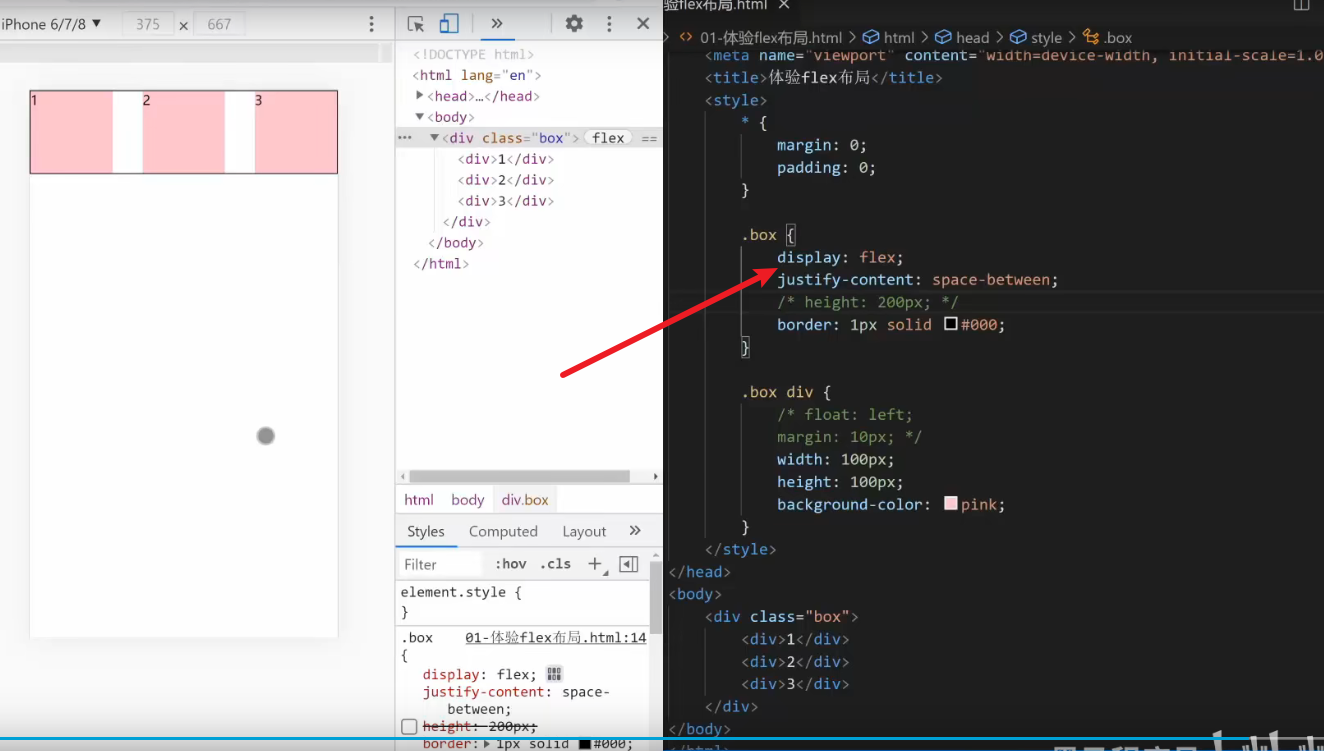 iPhone 6/7/8 ▼ 375 × 667
1 2 3
<!DOCTYPE html>
<html lang="en">
<head>…</head>
<body>
<div class="box"> flex ==
<div>1</div>
<div>2</div>
<div>3</div>
</div>
</body>
</html>
html body div.box
Styles Computed Layout
Filter :hov .cls
element.style {
}
.box 01-体验flex布局.html:14
{
display: flex;
justify-content: space-
between;
height: 200px;
border: 1px solid #000;
flex布局.html
01-体验flex布局.html > html > head > style > .box
<meta name="viewport" content="width=device-width, initial-scale=1.0
<title>体验flex布局</title>
<style>
* {
margin: 0;
padding: 0;
}
.box {
display: flex;
justify-content: space-between;
/* height: 200px; */
border: 1px solid #000;
}
.box div {
/* float: left;
margin: 10px; */
width: 100px;
height: 100px;
background-color: pink;
}
</style>
</head>
<body>
<div class="box">
<div>1</div>
<div>2</div>
<div>3</div>
</div>
</body>